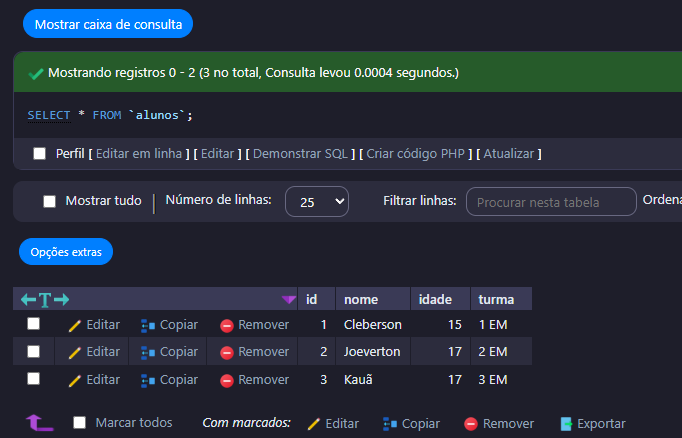 Mostrar caixa de consulta
Mostrando registros 0 - 2 (3 no total, Consulta levou 0.0004 segundos.)
SELECT * FROM `alunos`;
Perfil [ Editar em linha ] [ Editar ] [ Demonstrar SQL ] [ Criar código PHP ] [ Atualizar ]
Mostrar tudo | Número de linhas: 25 Filtrar linhas: Procurar nesta tabela Ordena
Opções extras
←T→ id nome idade turma
Editar Copiar Remover 1 Cleberson 15 1 EM
Editar Copiar Remover 2 Joeverton 17 2 EM
Editar Copiar Remover 3 Kauã 17 3 EM
Marcar todos Com marcados: Editar Copiar Remover Exportar